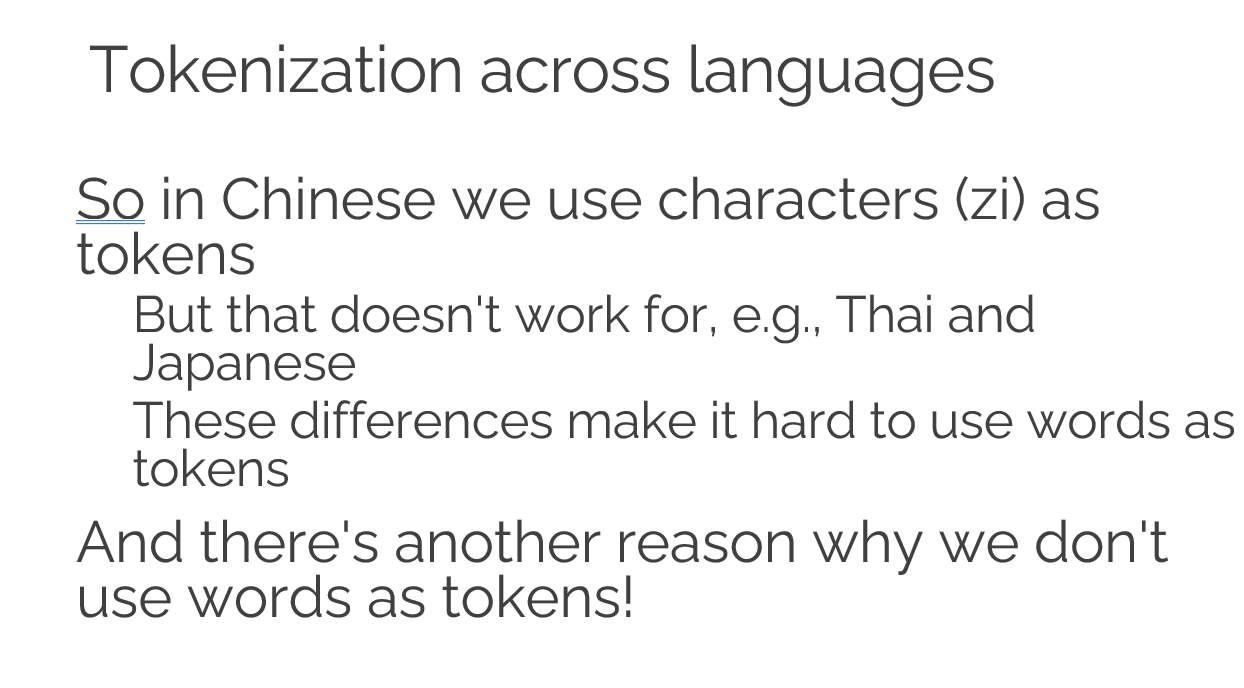 Tokenization across languages
So in Chinese we use characters (zi) as
tokens
But that doesn't work for, e.g., Thai and
Japanese
These differences make it hard to use words as
tokens
And there's another reason why we don't
use words as tokens!